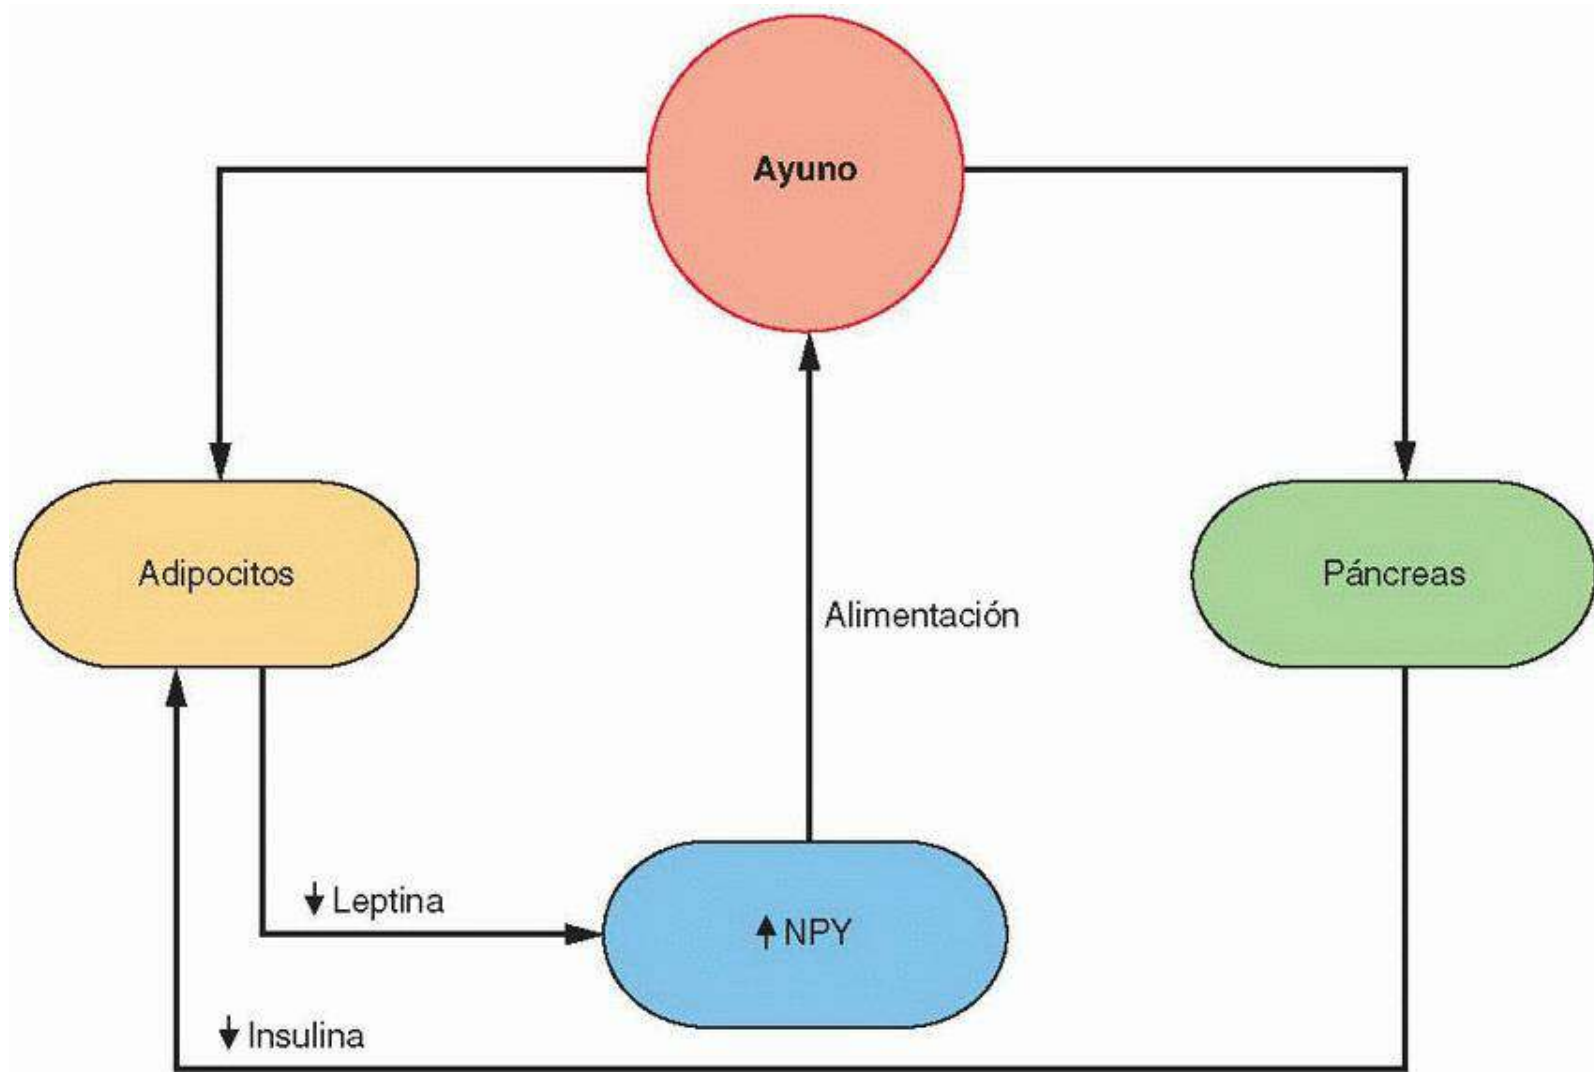 Ayuno
Adipocitos
Páncreas
Alimentación
↓ Leptina
↑ NPY
↓ Insulina